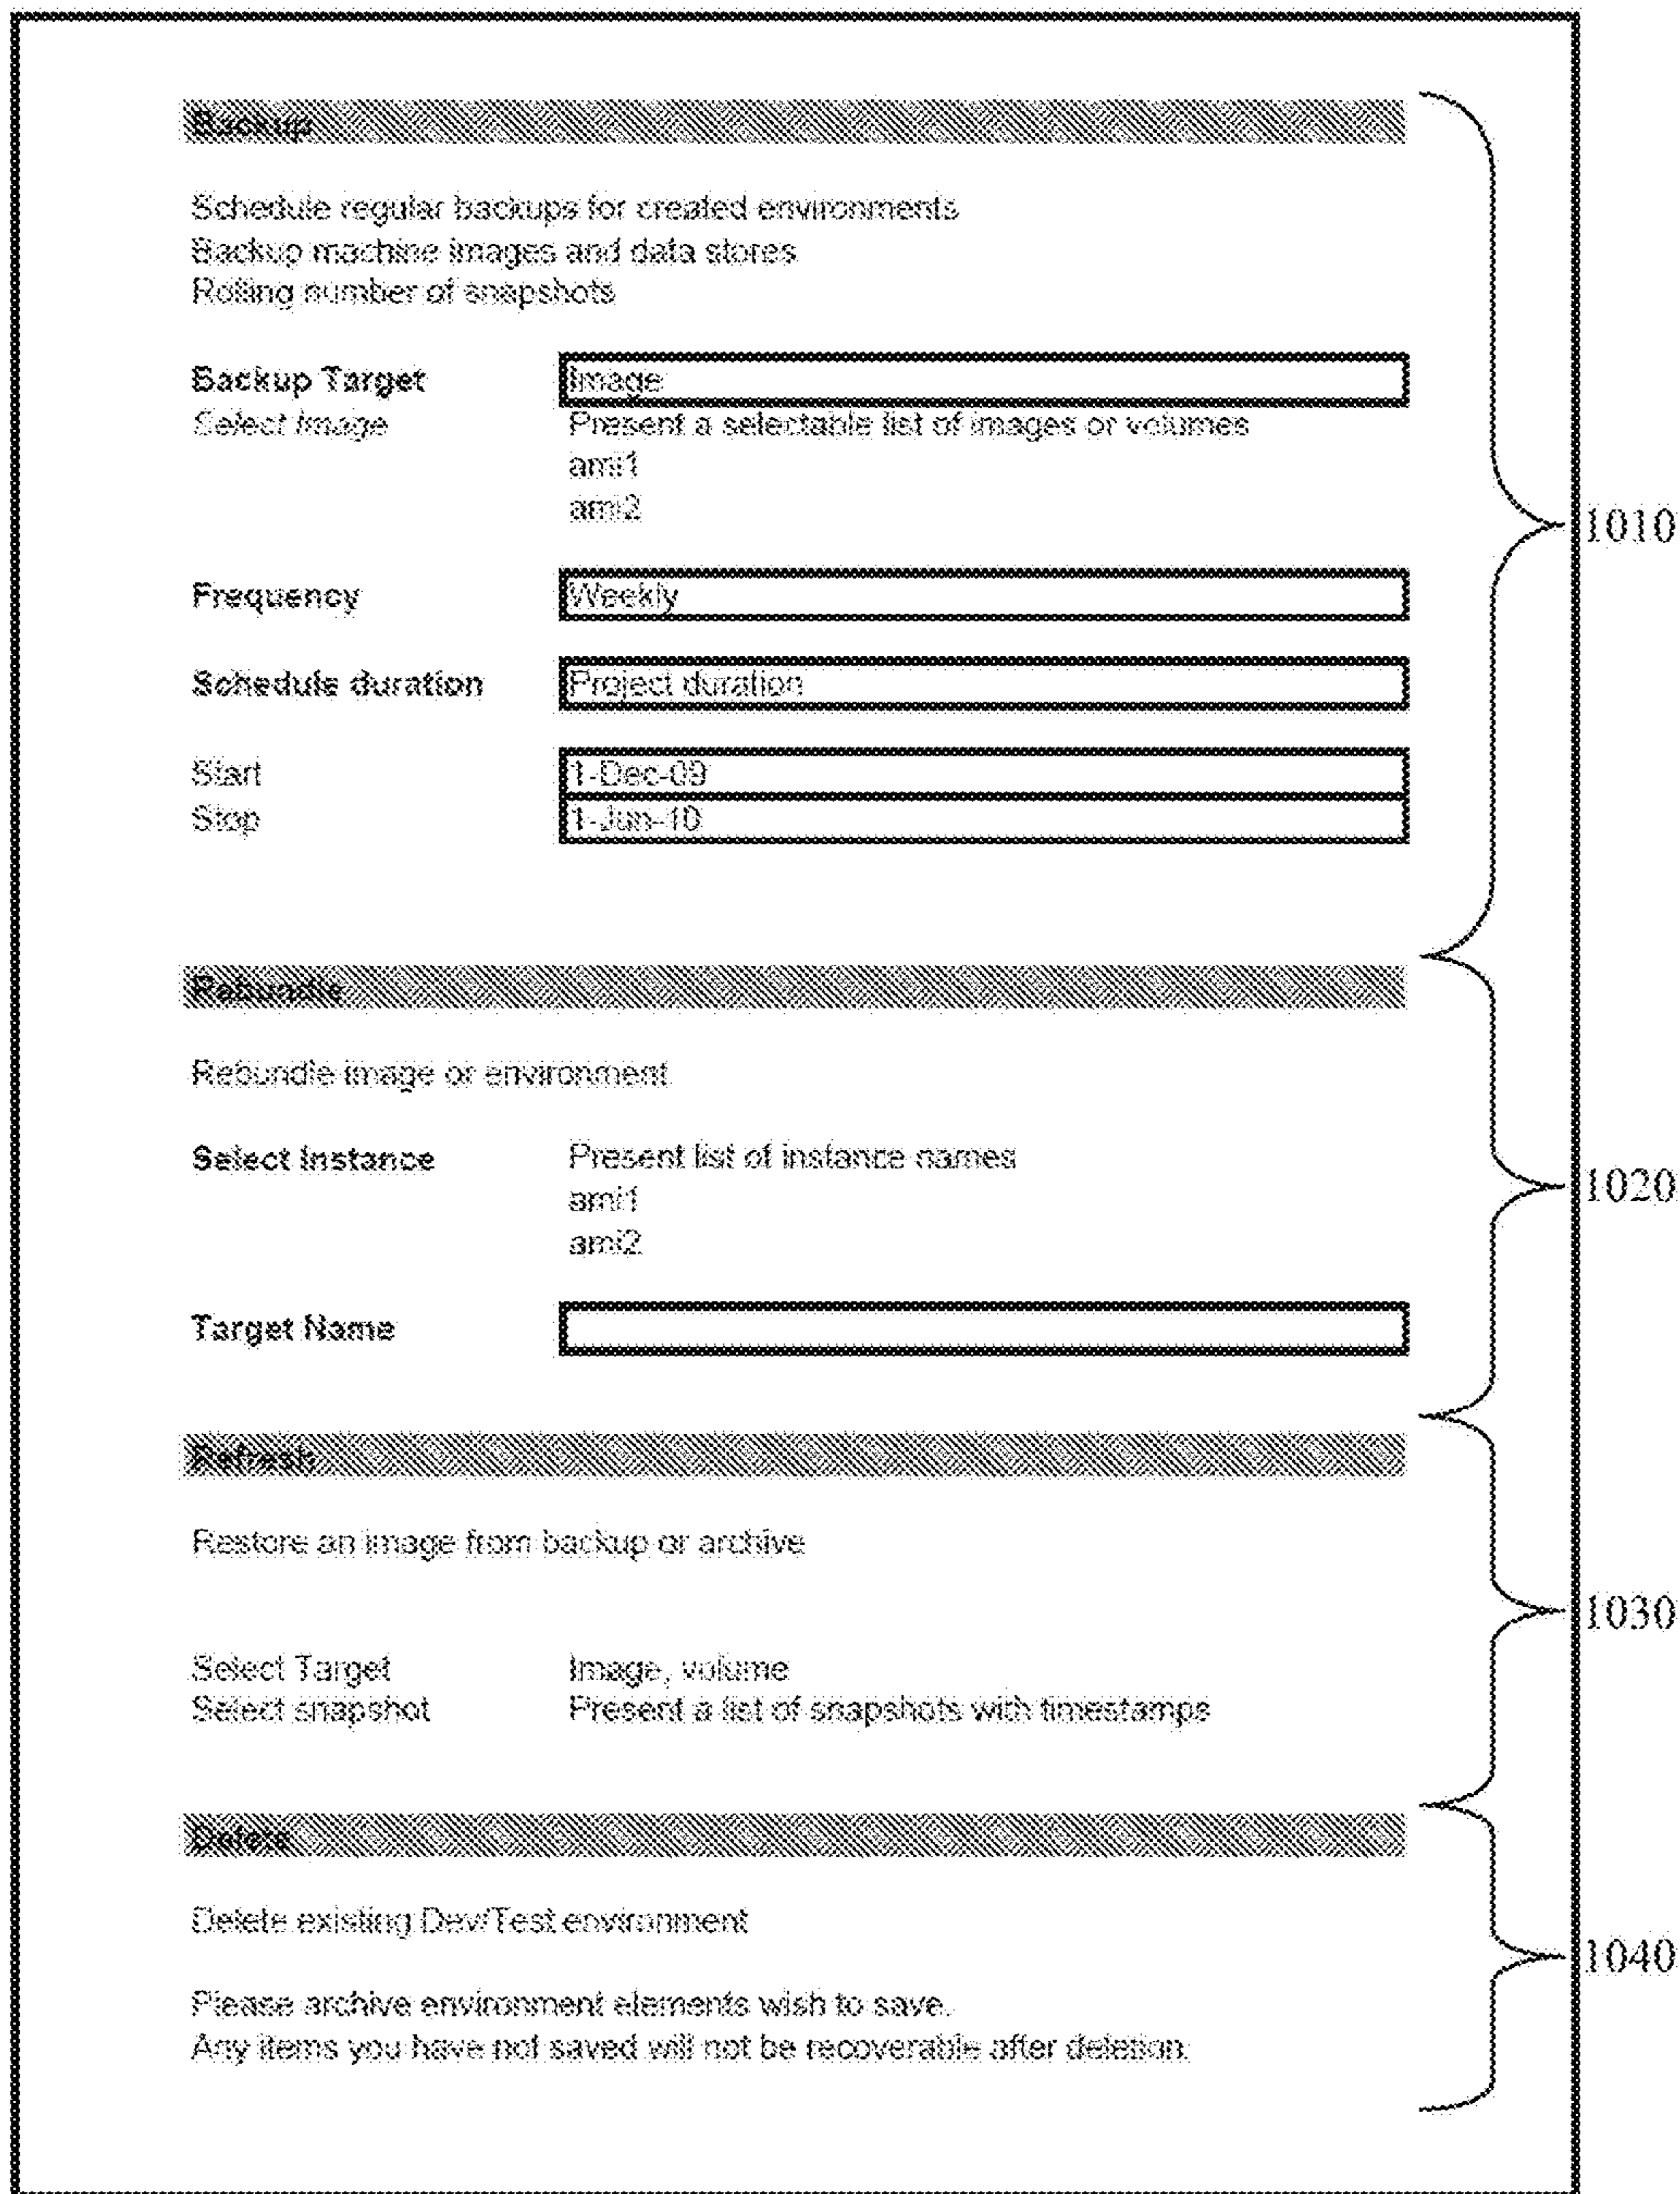 Backup
Schedule regular backups for created environments
Backup machine images and data stores
Rolling number of snapshots
Backup Target Image
Select Image Present a selectable list of images or volumes
ami1
ami2
1010
Frequency Weekly
Schedule duration Project duration
Start 1-Dec-09
Stop 1-Jun-10
Rebundle
Rebundle image or environment
Select Instance Present list of instance names
1020
ami1
ami2
Target Name
Refresh
Restore an image from backup or archive
1030
Select Target Image, volume
Select snapshot Present a list of snapshots with timestamps
Delete
Delete existing Dev/Test environment
1040
Please archive environment elements wish to save.
Any items you have not saved will not be recoverable after deletion.